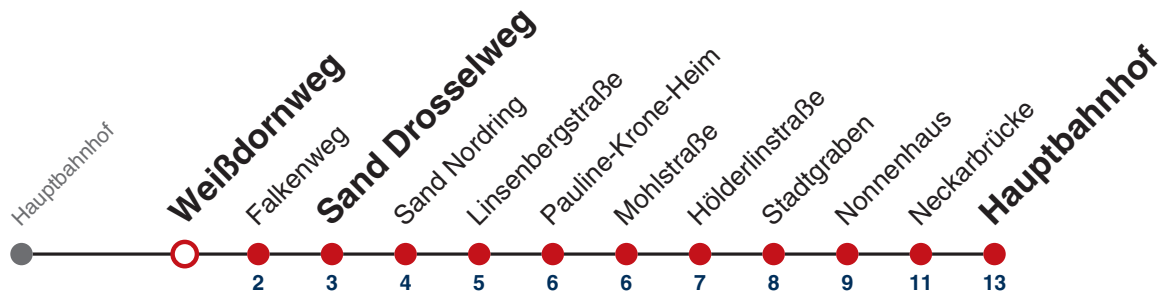 Hauptbahnhof
Weißdornweg
Falkenweg
Sand Drosselweg
Sand Nordring
Linsenbergstraße
Pauline-Krone-Heim
Mohlstraße
Hölderlinstraße
Stadtgraben
Nonnenhaus
Neckarbrücke
Hauptbahnhof
2 3 4 5 6 6 7 8 9 11 13